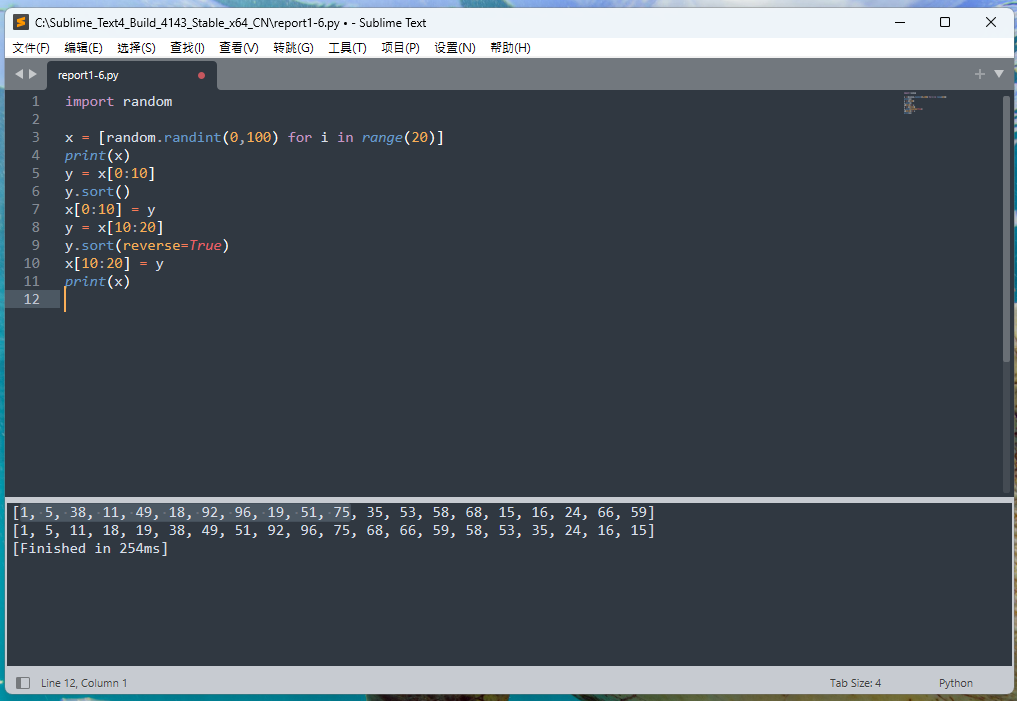 C:\Sublime_Text4_Build_4143_Stable_x64_CN\report1-6.py • - Sublime Text
文件(F) 编辑(E) 选择(S) 查找(I) 查看(V) 转跳(G) 工具(T) 项目(P) 设置(N) 帮助(H)
report1-6.py
1 import random
2
3 x = [random.randint(0,100) for i in range(20)]
4 print(x)
5 y = x[0:10]
6 y.sort()
7 x[0:10] = y
8 y = x[10:20]
9 y.sort(reverse=True)
10 x[10:20] = y
11 print(x)
12
[1, 5, 38, 11, 49, 18, 92, 96, 19, 51, 75, 35, 53, 58, 68, 15, 16, 24, 66, 59]
[1, 5, 11, 18, 19, 38, 49, 51, 92, 96, 75, 68, 66, 59, 58, 53, 35, 24, 16, 15]
[Finished in 254ms]
Line 12, Column 1 Tab Size: 4 Python